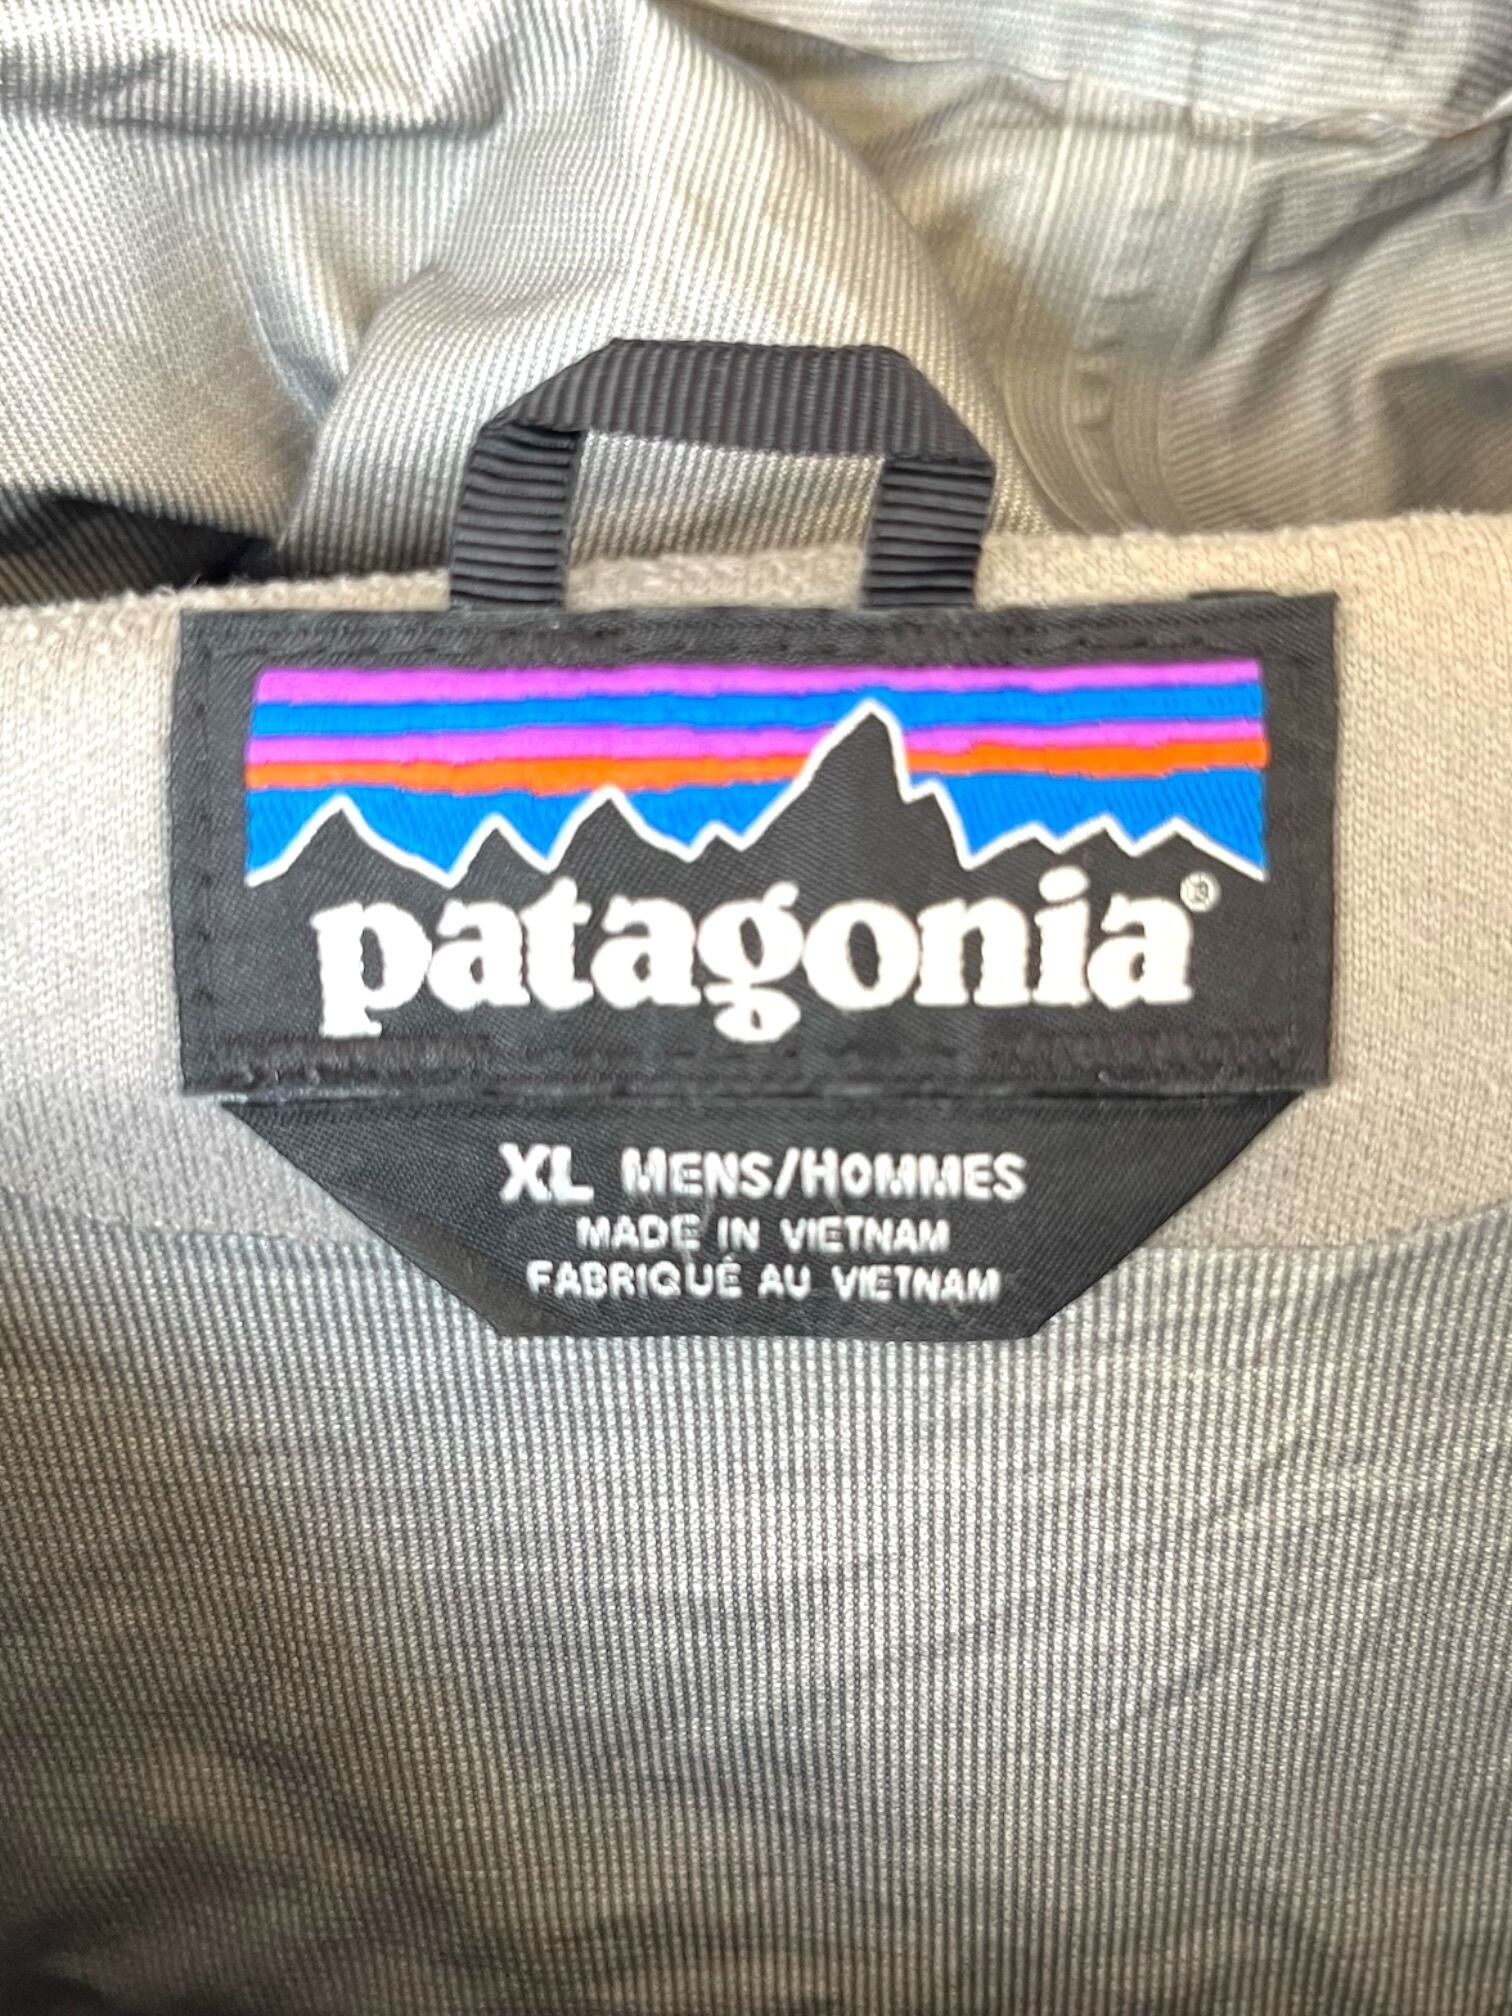 patagonia®
XL MENS/HOMMES
MADE IN VIETNAM
FABRIQUÉ AU VIETNAM